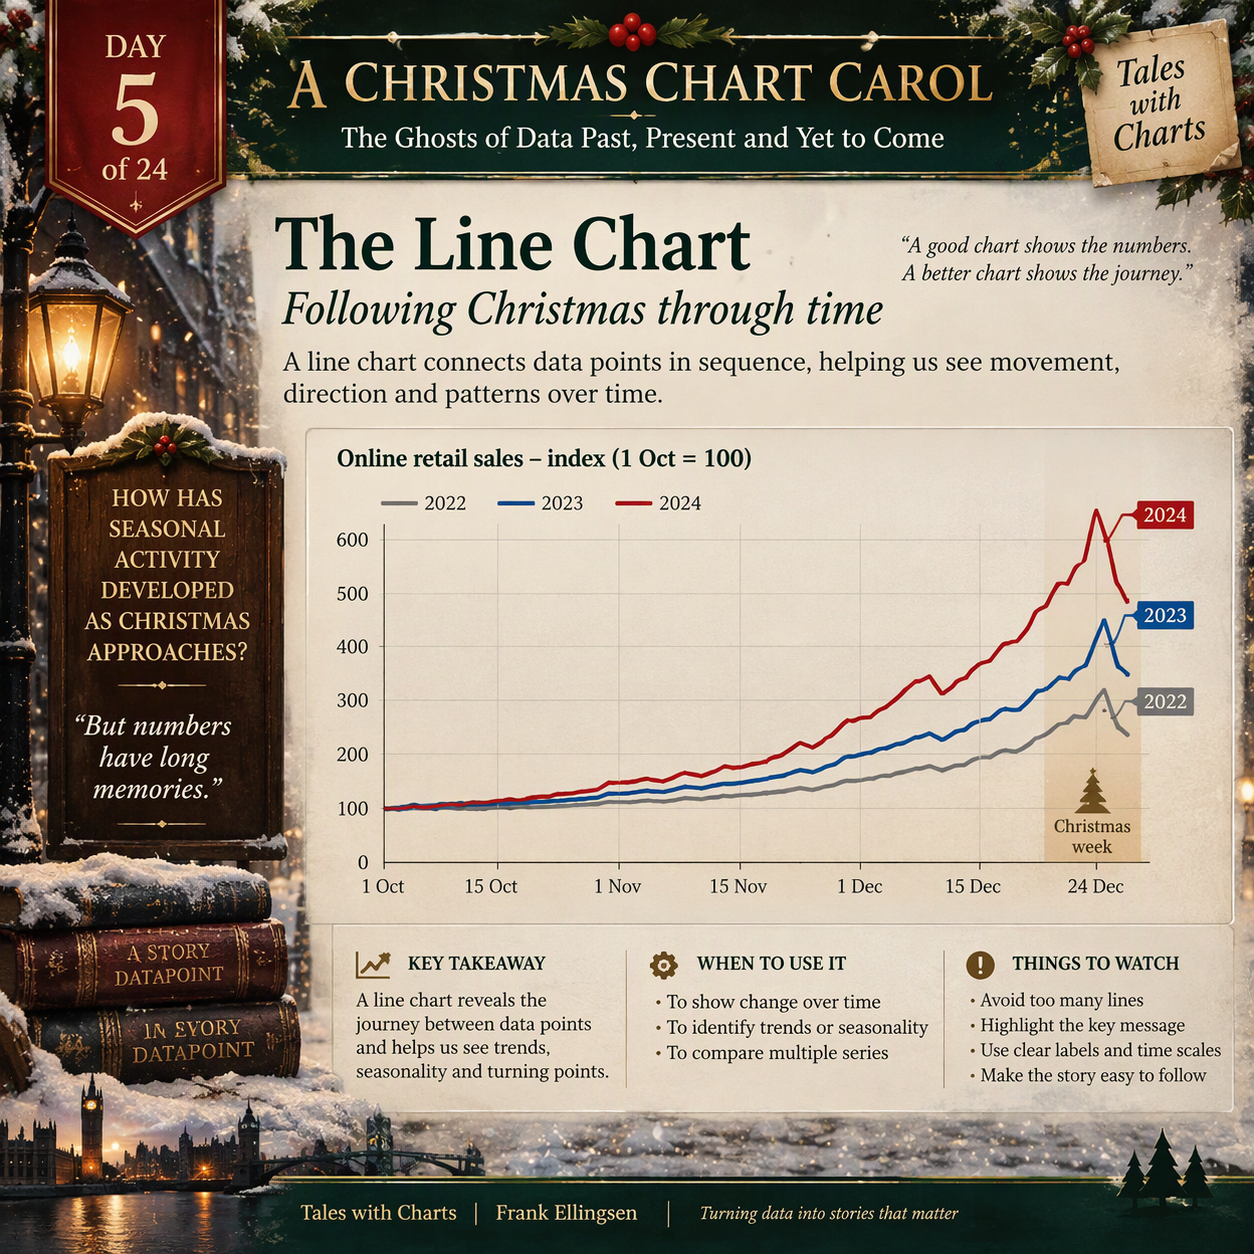 DAY
5
of 24
A CHRISTMAS CHART CAROL
The Ghosts of Data Past, Present and Yet to Come
Tales
with
Charts
The Line Chart
Following Christmas through time
“A good chart shows the numbers.
A better chart shows the journey.”
A line chart connects data points in sequence, helping us see movement,
direction and patterns over time.
HOW HAS
SEASONAL
ACTIVITY
DEVELOPED
AS CHRISTMAS
APPROACHES?
“But numbers
have long
memories.”
A STORY
DATAPOINT
IN EVORY
DATAPOINT
Online retail sales – index (1 Oct = 100)
2022 2023 2024
600
500
400
300
200
100
0
2024
2023
2022
Christmas
week
1 Oct 15 Oct 1 Nov 15 Nov 1 Dec 15 Dec 24 Dec
KEY TAKEAWAY
A line chart reveals the
journey between data points
and helps us see trends,
seasonality and turning points.
WHEN TO USE IT
• To show change over time
• To identify trends or seasonality
• To compare multiple series
THINGS TO WATCH
• Avoid too many lines
• Highlight the key message
• Use clear labels and time scales
• Make the story easy to follow
Tales with Charts | Frank Ellingsen | Turning data into stories that matter